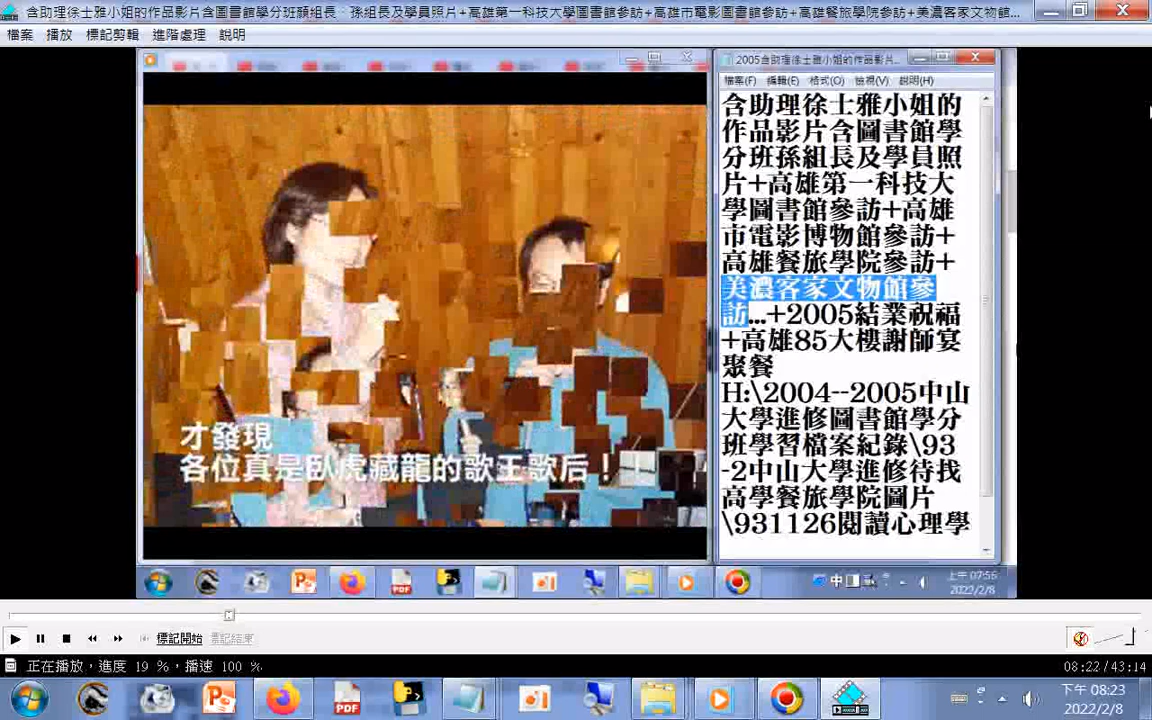 含助理徐士雅小姐的作品影片含圖書館學分班顏組長、孫組長及學員照片+高雄第一科技大學圖書館參訪+高雄市電影圖書館參訪+高雄餐旅學院參訪+美濃客家文物館...
檔案 播放 標記剪輯 進階處理 說明
2005含助理徐士雅小姐的作品影片...
檔案(F) 編輯(E) 格式(O) 檢視(V) 說明(H)
含助理徐士雅小姐的
作品影片含圖書館學
分班孫組長及學員照
片+高雄第一科技大
學圖書館參訪+高雄
市電影博物館參訪+
高雄餐旅學院參訪+
美濃客家文物館參
訪...+2005結業祝福
+高雄85大樓謝師宴
聚餐
H:\2004--2005中山
大學進修圖書館學分
班學習檔案紀錄\93
-2中山大學進修待找
高學餐旅學院圖片
\931126閱讀心理學
才發現
各位真是臥虎藏龍的歌王歌后！
PDF
中
上午 07:56
2022/2/8
標記開始 標記結束
正在播放，進度 19 %，播速 100 %.
08:22/43:14
PDF
下午 08:23
2022/2/8